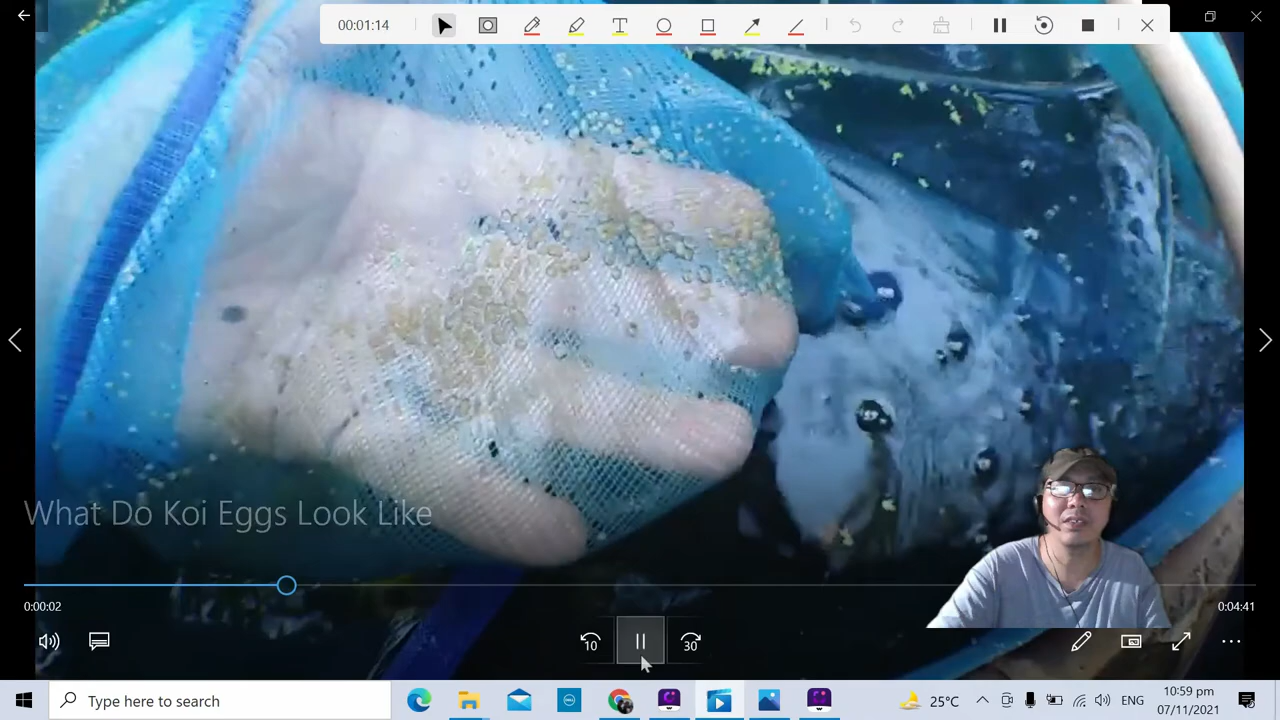 00:01:14
T
What Do Koi Eggs Look Like
0:00:02
0:04:41
10
30
Type here to search
DELL
25°C
ENG
10:59 pm
07/11/2021